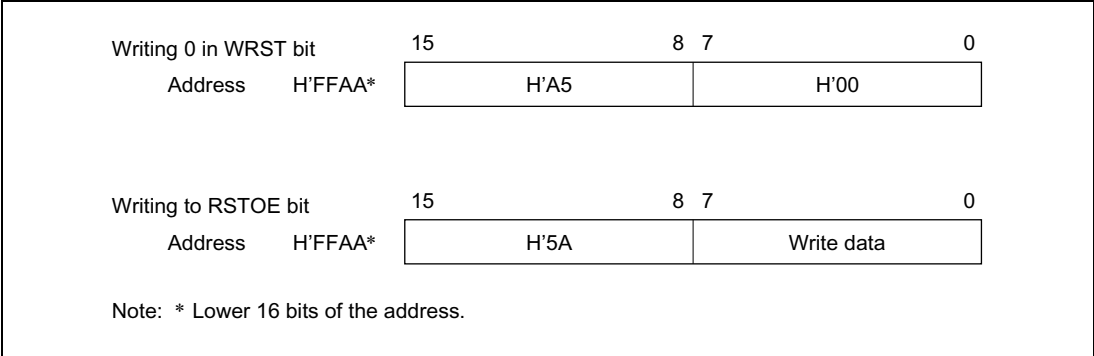 Writing 0 in WRST bit 15 8 7 0
Address H'FFAA* H'A5 H'00
Writing to RSTOE bit 15 8 7 0
Address H'FFAA* H'5A Write data
Note: * Lower 16 bits of the address.